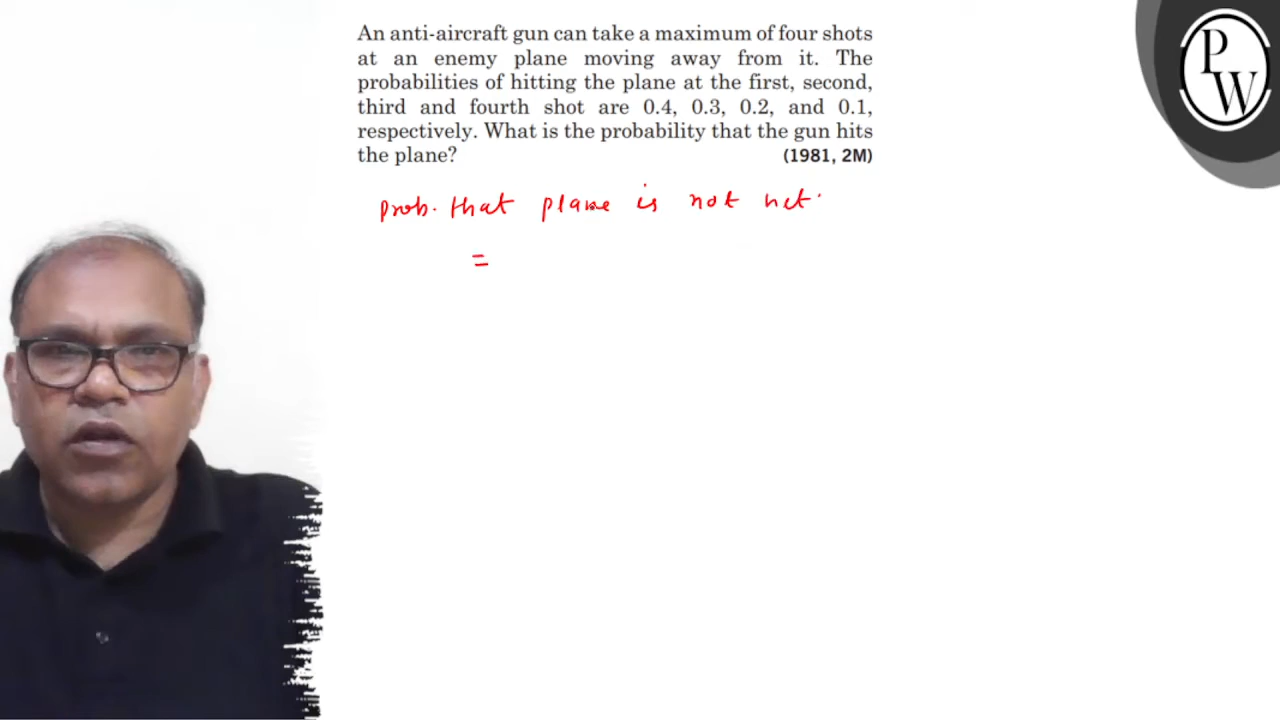 An anti-aircraft gun can take a maximum of four shots
at an enemy plane moving away from it. The
probabilities of hitting the plane at the first, second,
third and fourth shot are 0.4, 0.3, 0.2, and 0.1,
respectively. What is the probability that the gun hits
the plane? (1981, 2M)
prob. that plane is not het.
=
P
W